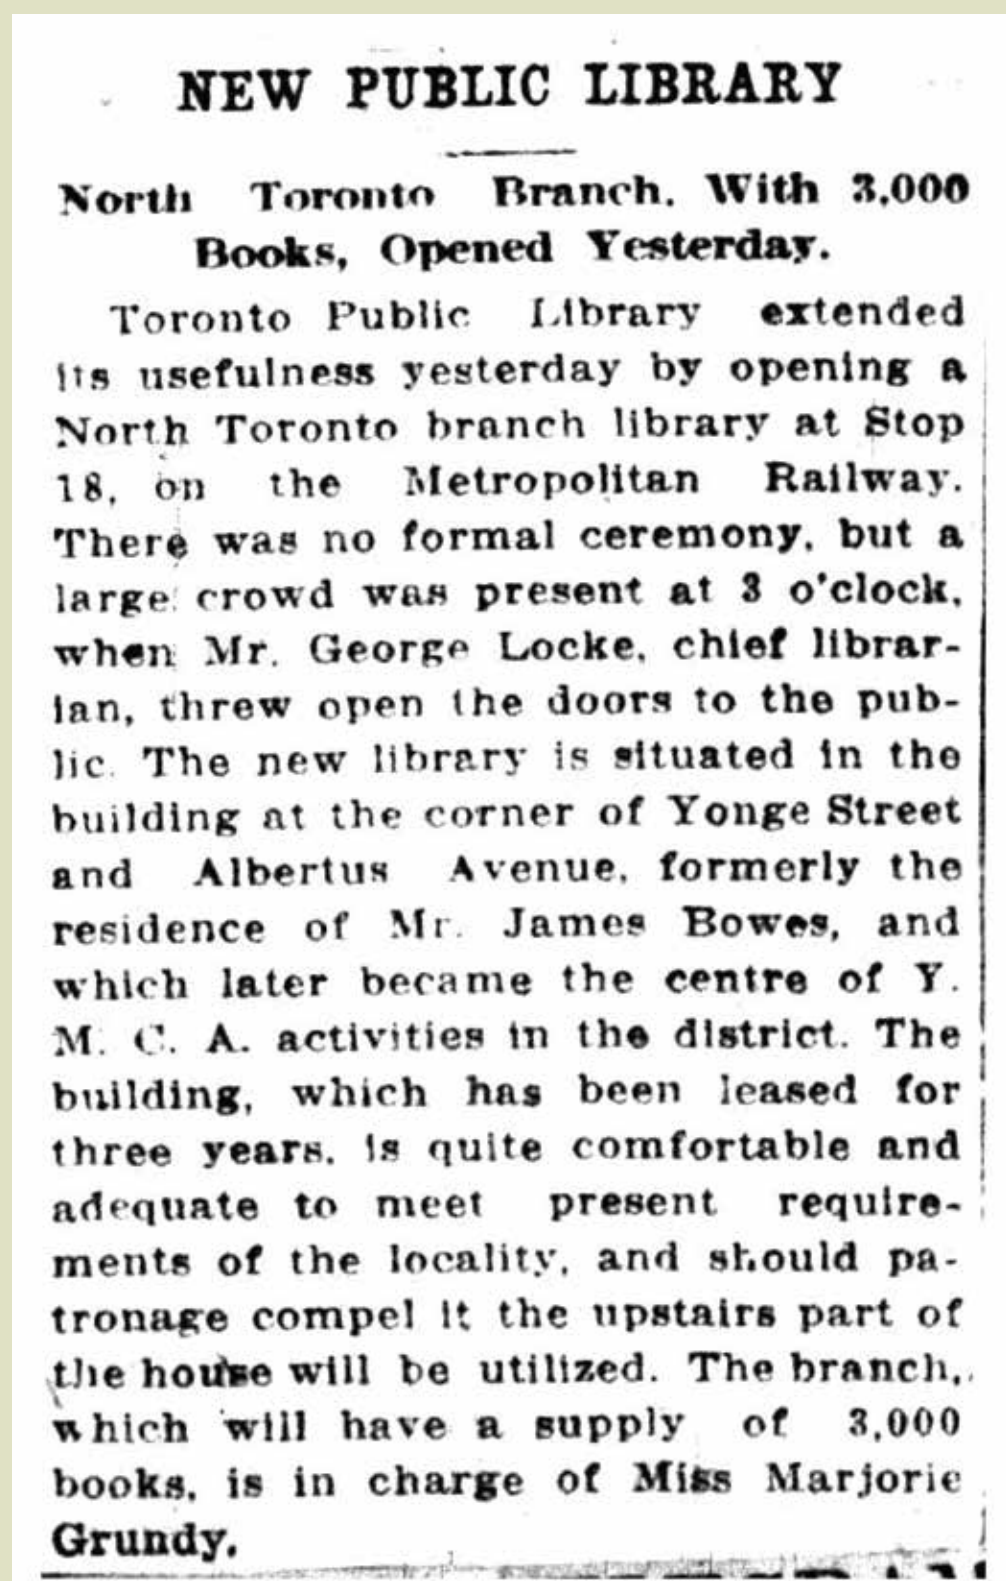 NEW PUBLIC LIBRARY
North Toronto Branch, With 3,000
Books, Opened Yesterday.
Toronto Public Library extended
its usefulness yesterday by opening a
North Toronto branch library at Stop
18, on the Metropolitan Railway.
There was no formal ceremony, but a
large crowd was present at 3 o'clock,
when Mr. George Locke, chief librar-
ian, threw open the doors to the pub-
lic. The new library is situated in the
building at the corner of Yonge Street
and Albertus Avenue, formerly the
residence of Mr. James Bowes, and
which later became the centre of Y.
M. C. A. activities in the district. The
building, which has been leased for
three years, is quite comfortable and
adequate to meet present require-
ments of the locality, and should pa-
tronage compel it the upstairs part of
the house will be utilized. The branch,
which will have a supply of 3,000
books, is in charge of Miss Marjorie
Grundy.